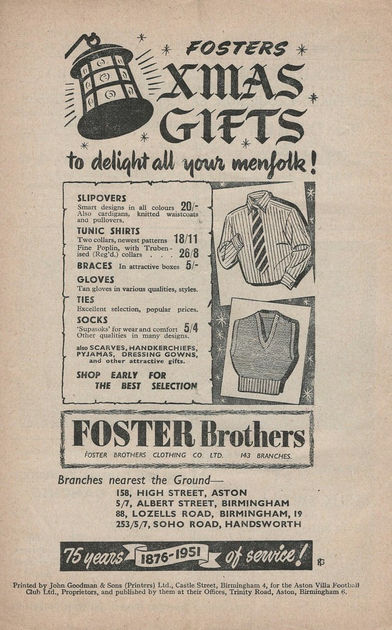 FOSTERS
XMAS
GIFTS
to delight all your menfolk!
SLIPOVERS
Smart designs in all colours 20/-
Also cardigans, knitted waistcoats
and pullovers.
TUNIC SHIRTS
Two collars, newest patterns 18/11
Fine Poplin, with Truben-
ised (Reg'd.) collars . . . 26/8
BRACES In attractive boxes 5/-
GLOVES
Tan gloves in various qualities, styles.
TIES
Excellent selection, popular prices.
SOCKS
'Supasoks' for wear and comfort 5/4
Other qualities in many designs.
also SCARVES, HANDKERCHIEFS,
PYJAMAS, DRESSING GOWNS,
and other attractive gifts.
SHOP EARLY FOR
THE BEST SELECTION
FOSTER Brothers
FOSTER BROTHERS CLOTHING CO. LTD. 143 BRANCHES.
Branches nearest the Ground—
158, HIGH STREET, ASTON
5/7, ALBERT STREET, BIRMINGHAM
88, LOZELLS ROAD, BIRMINGHAM, 19
253/5/7, SOHO ROAD, HANDSWORTH
75 years 1876-1951 of service!
Printed by John Goodman & Sons (Printers) Ltd., Castle Street, Birmingham 4, for the Aston Villa Football
Club Ltd., Proprietors, and published by them at their Offices, Trinity Road, Aston, Birmingham 6.